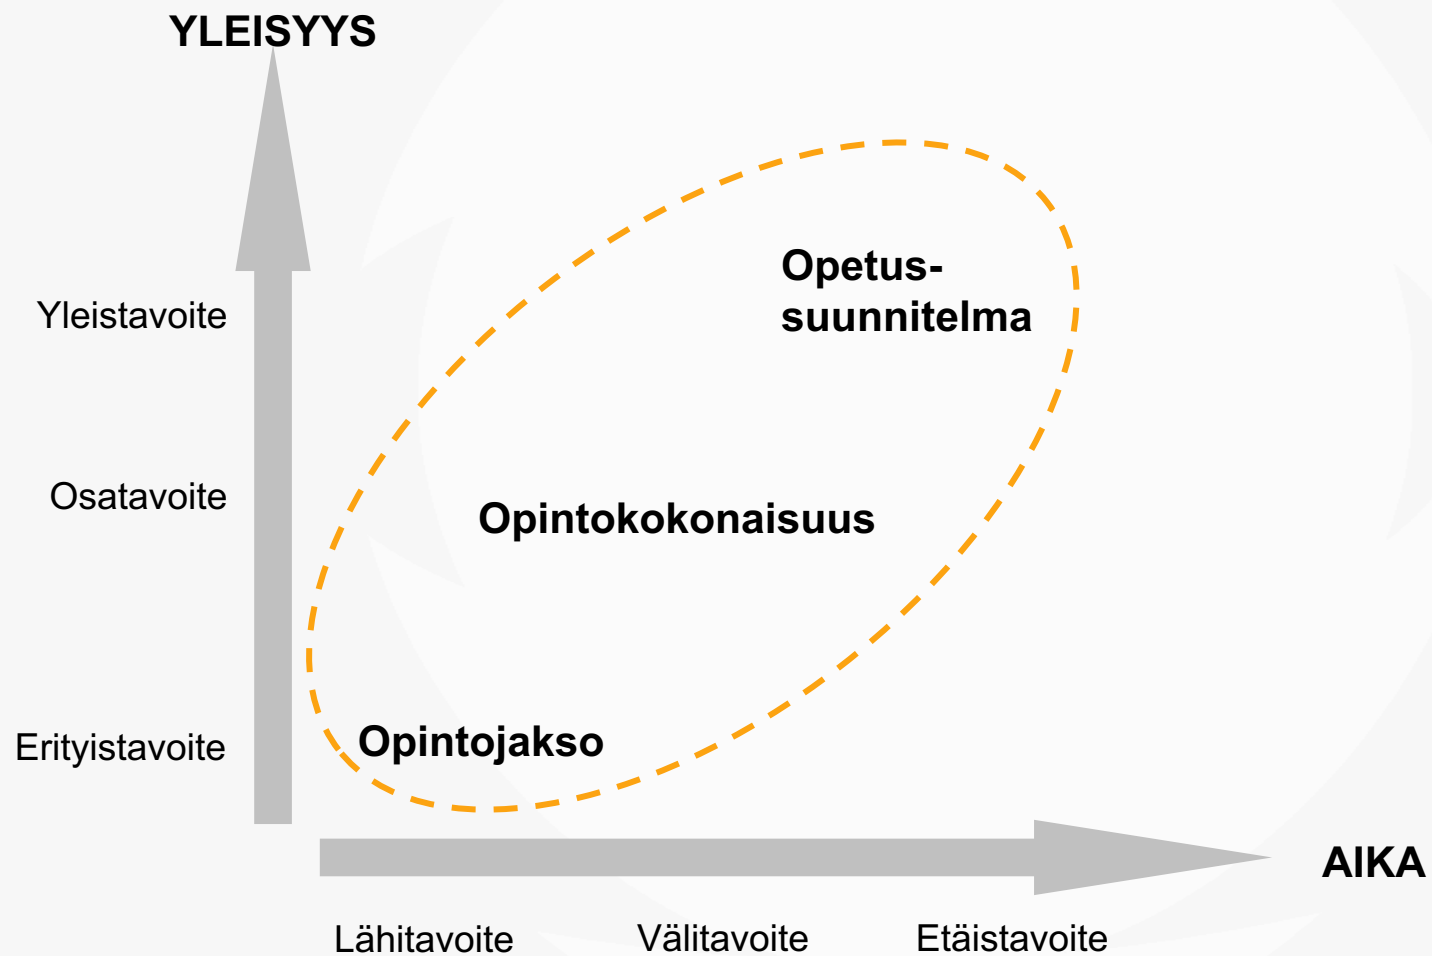 YLEISYYS
Opetus-
suunnitelma
Yleistavoite
Osatavoite
Opintokokonaisuus
Opintojakso
Erityistavoite
AIKA
Lähitavoite
Välitavoite
Etäistavoite